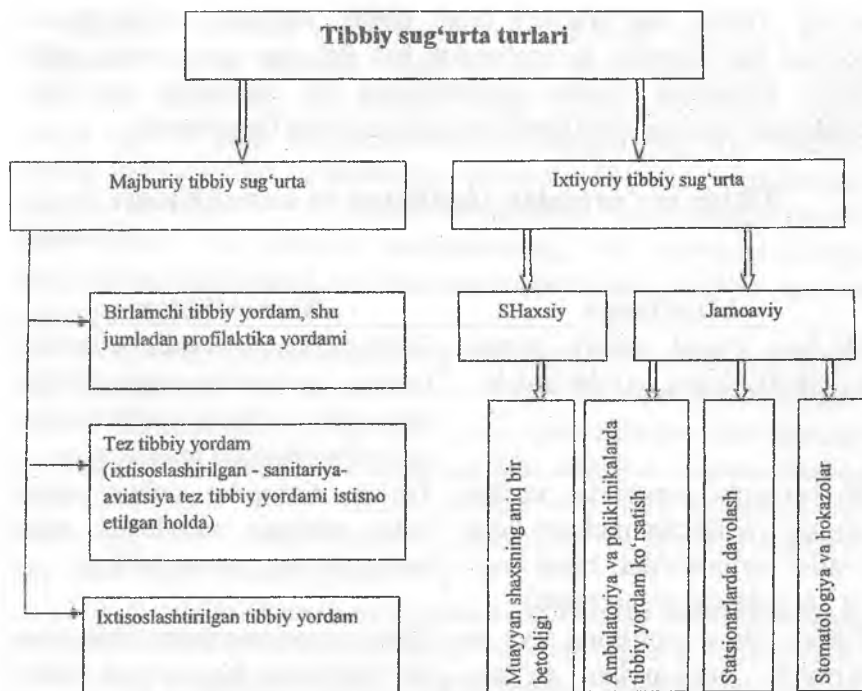 Tibbiy sug‘urta turlari
Majburiy tibbiy sug‘urta
Ixtiyoriy tibbiy sug‘urta
Birlamchi tibbiy yordam, shu
jumladan profilaktika yordami
Tez tibbiy yordam
(ixtisoslashirilgan - sanitariya-
aviatsiya tez tibbiy yordami istisno
etilgan holda)
Ixtisoslashtirilgan tibbiy yordam
SHaxsiy
Jamoaviy
Muayyan shaxsning aniq bir
betobligi
Ambulatoriya va poliklinikalarda
tibbiy yordam ko‘rsatish
Statsionarlarda davolash
Stomatologya va hokazolar